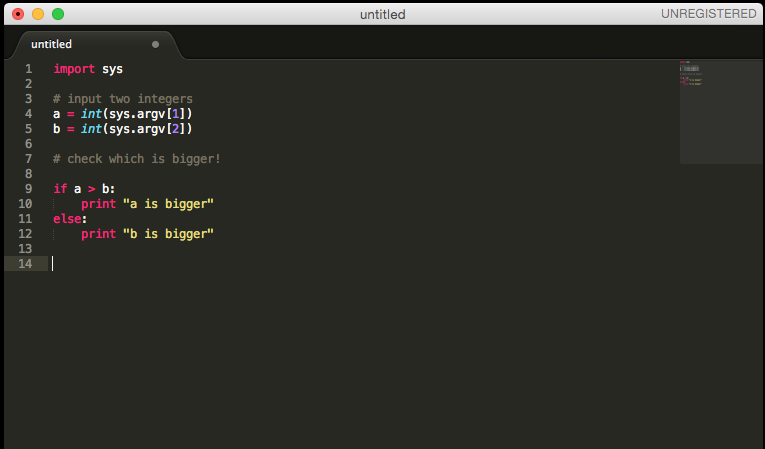 untitled
UNREGISTERED
untitled
1 import sys
2
3 # input two integers
4 a = int(sys.argv[1])
5 b = int(sys.argv[2])
6
7 # check which is bigger!
8
9 if a > b:
10     print "a is bigger"
11 else:
12     print "b is bigger"
13
14